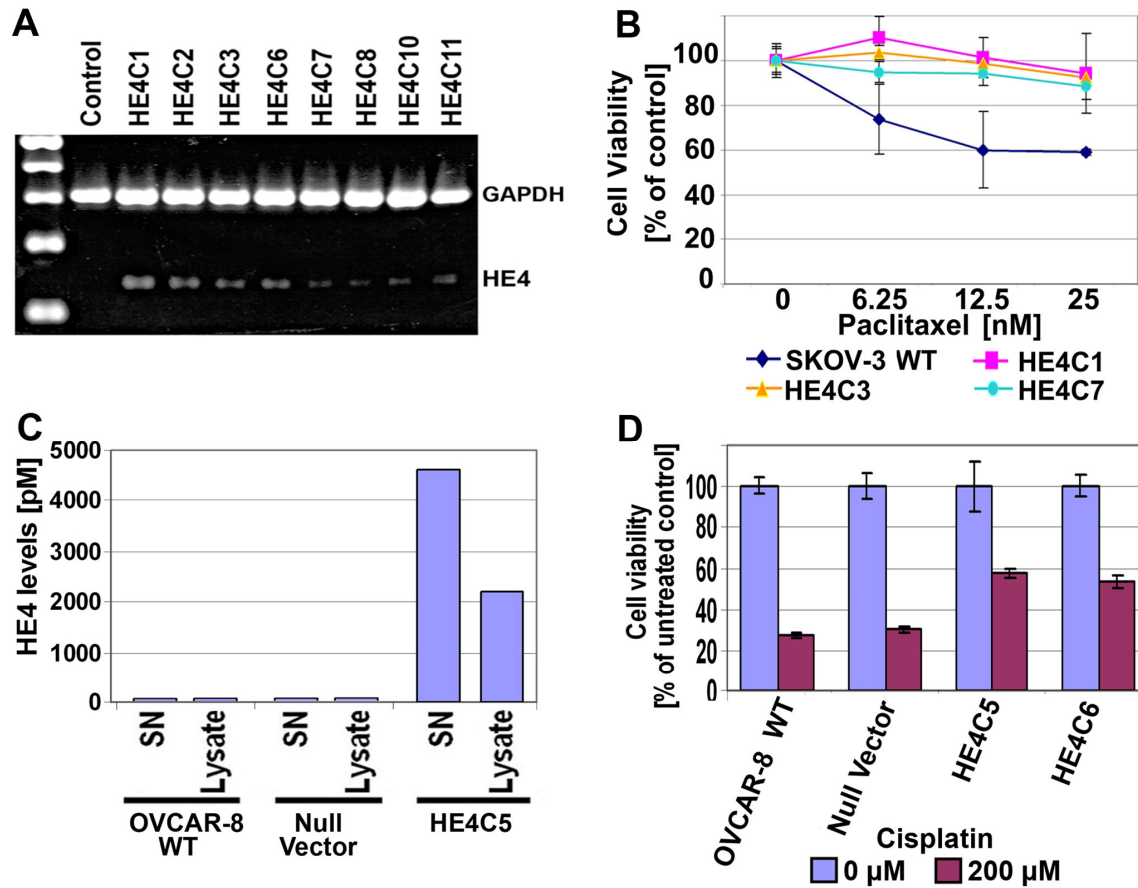 A
Control
HE4C1
HE4C2
HE4C3
HE4C6
HE4C7
HE4C8
HE4C10
HE4C11
GAPDH
HE4
B
Cell Viability
[% of control]
100
80
60
40
20
0
0 6.25 12.5 25
Paclitaxel [nM]
SKOV-3 WT HE4C1
HE4C3 HE4C7
C
HE4 levels [pM]
5000
4000
3000
2000
1000
0
SN Lysate SN Lysate SN Lysate
OVCAR-8 Null HE4C5
WT Vector
D
Cell viability
[% of untreated control]
100
80
60
40
20
0
OVCAR-8 WT
Null Vector
HE4C5
HE4C6
Cisplatin
0 µM 200 µM